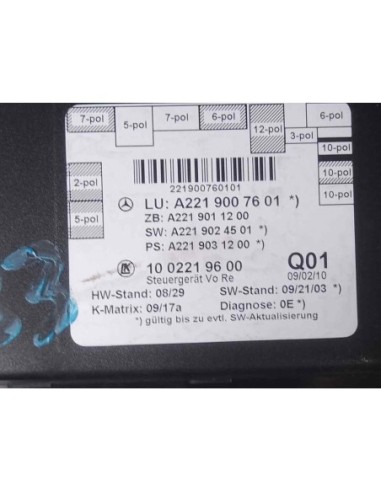 7-pol
5-pol
7-pol
6-pol
6-pol
12-pol
3-pol
10-pol
10-pol
10-pol
2-pol
5-pol
221900760101
LU: A221 900 76 01 *)
ZB: A221 901 12 00
SW: A221 902 45 01 *)
PS: A221 903 12 00 *)
10 0221 96 00
Q01
Steuergerät Vo Re
09/02/10
HW-Stand: 08/29
SW-Stand: 09/21/03 *)
K-Matrix: 09/17a
Diagnose: 0E *)
*) gültig bis zu evtl. SW-Aktualisierung